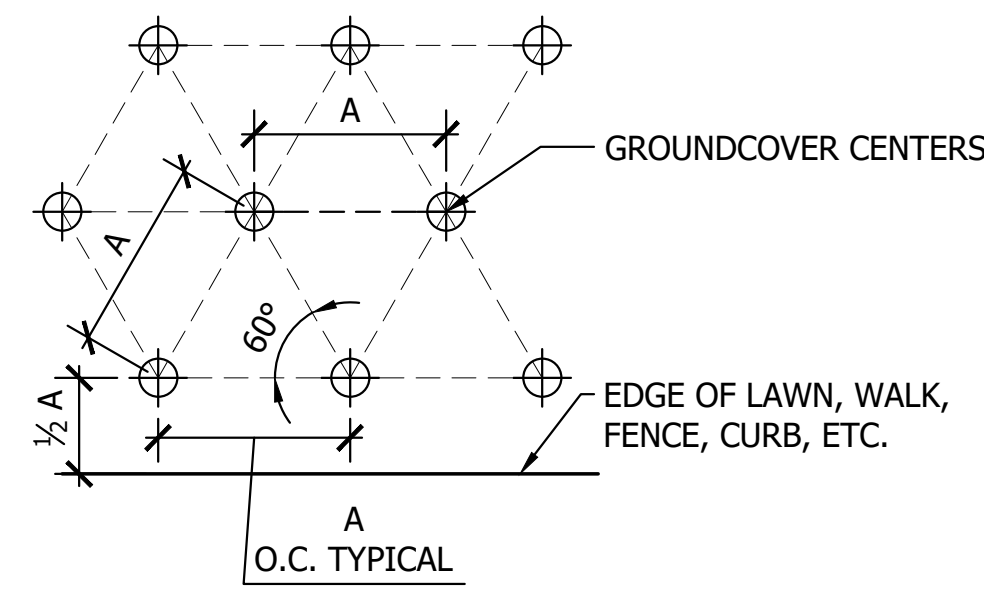 A
GROUNDCOVER CENTERS
A
60°
½ A
EDGE OF LAWN, WALK,
FENCE, CURB, ETC.
A
O.C. TYPICAL